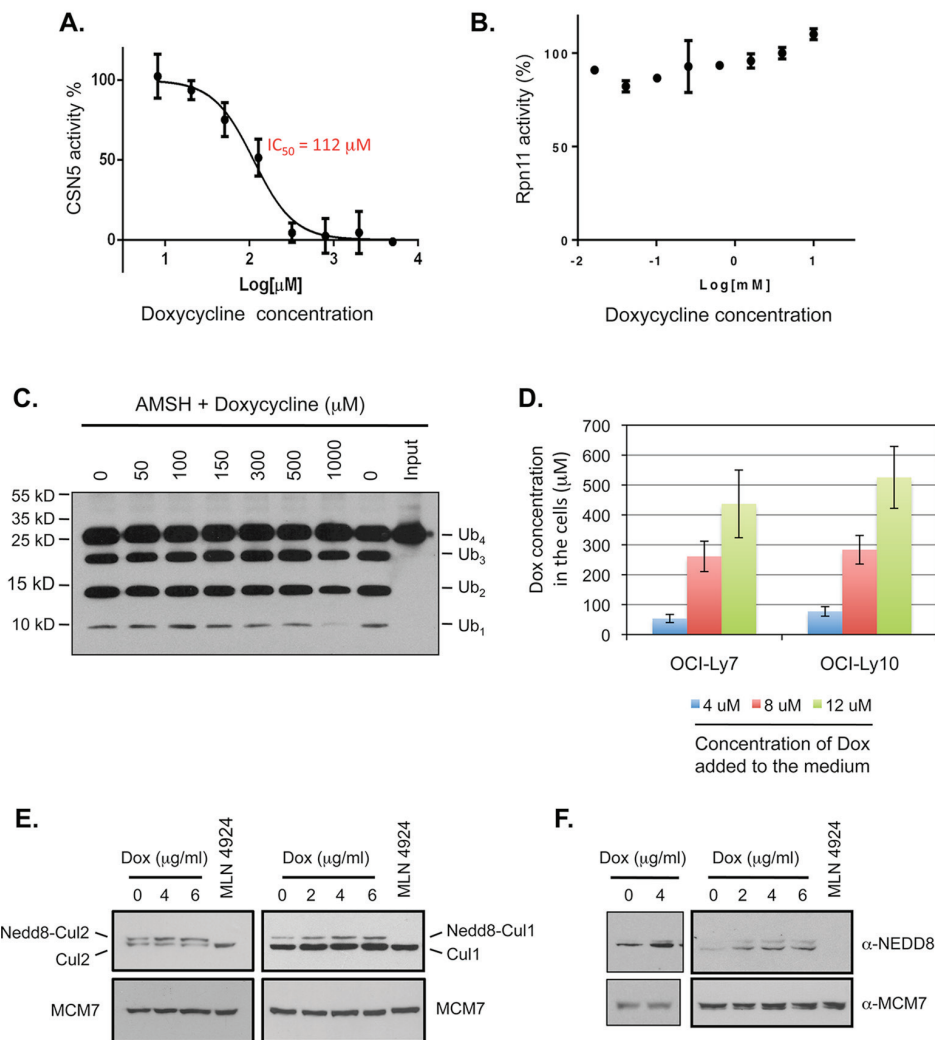 A.
CSN5 activity %
100
50
0
IC50 = 112 μM
1 2 3 4
Log[μM]
Doxycycline concentration
B.
Rpn11 activity (%)
100
50
0
-2 -1 0 1
Log[mM]
Doxycycline concentration
C.
AMSH + Doxycycline (μM)
0 50 100 150 300 500 1000 0 Input
55 kD
35 kD
25 kD
15 kD
10 kD
Ub4
Ub3
Ub2
Ub1
D.
Dox concentration
in the cells (μM)
700
600
500
400
300
200
100
0
OCI-Ly7 OCI-Ly10
4 uM 8 uM 12 uM
Concentration of Dox
added to the medium
E.
Dox (μg/ml)
0 4 6 MLN 4924
Nedd8-Cul2
Cul2
MCM7
Dox (μg/ml)
0 2 4 6 MLN 4924
Nedd8-Cul1
Cul1
MCM7
F.
Dox (μg/ml)
0 4
Dox (μg/ml)
0 2 4 6 MLN 4924
α-NEDD8
α-MCM7